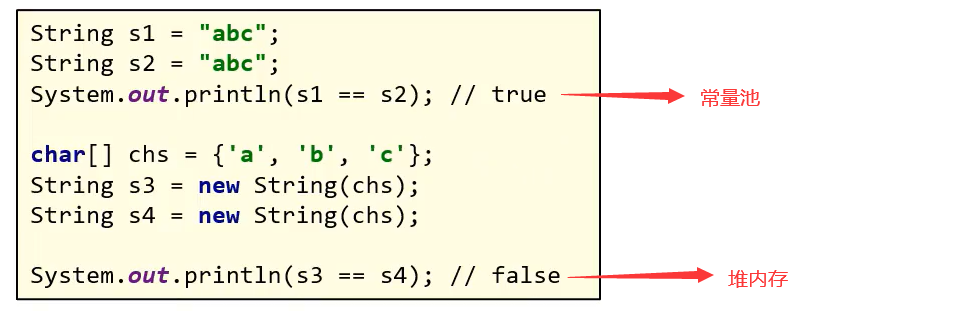 String s1 = "abc";
String s2 = "abc";
System.out.println(s1 == s2); // true
常量池
char[] chs = {'a', 'b', 'c'};
String s3 = new String(chs);
String s4 = new String(chs);
System.out.println(s3 == s4); // false
堆内存